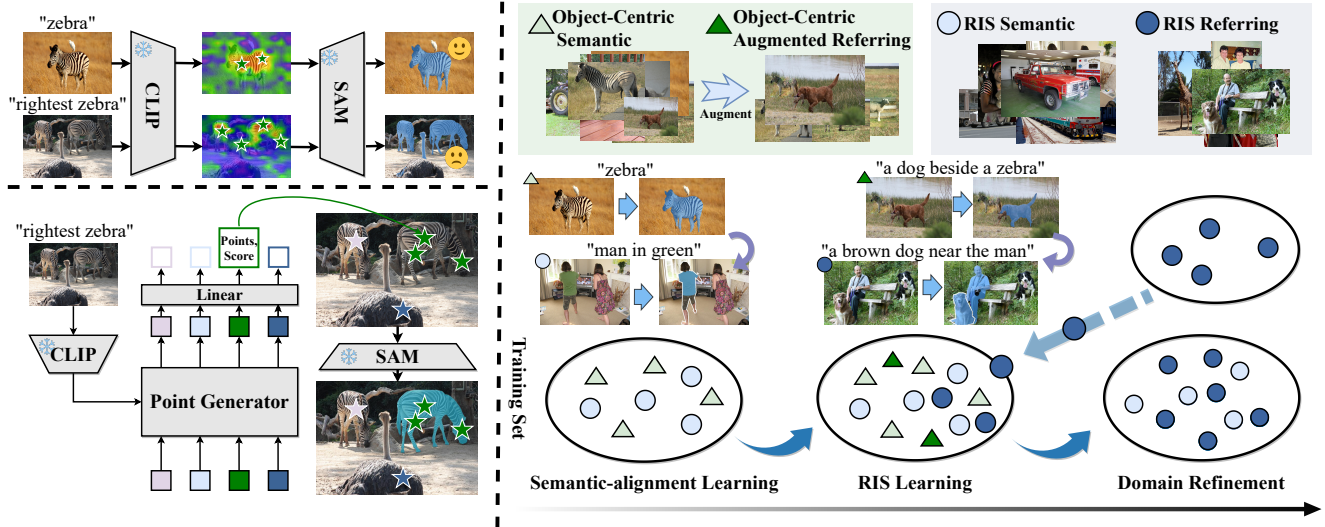 "zebra"
CLIP
SAM
"rightest zebra"
"rightest zebra"
Points,
Score
Linear
CLIP
Point Generator
SAM
Object-Centric
Semantic
Object-Centric
Augmented Referring
Augment
RIS Semantic
RIS Referring
"zebra"
"man in green"
"a dog beside a zebra"
"a brown dog near the man"
Training Set
Semantic-alignment Learning
RIS Learning
Domain Refinement